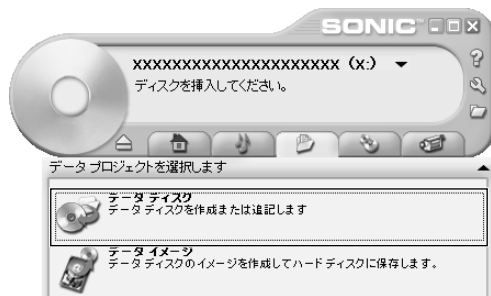 SONIC
XXXXXXXXXXXXXXXXXXXXX (X:)
ディスクを挿入してください。
データ プロジェクトを選択します
データ ディスク
データ ディスクを作成または追記します
データ イメージ
データ ディスクのイメージを作成してハード ディスクに保存します。